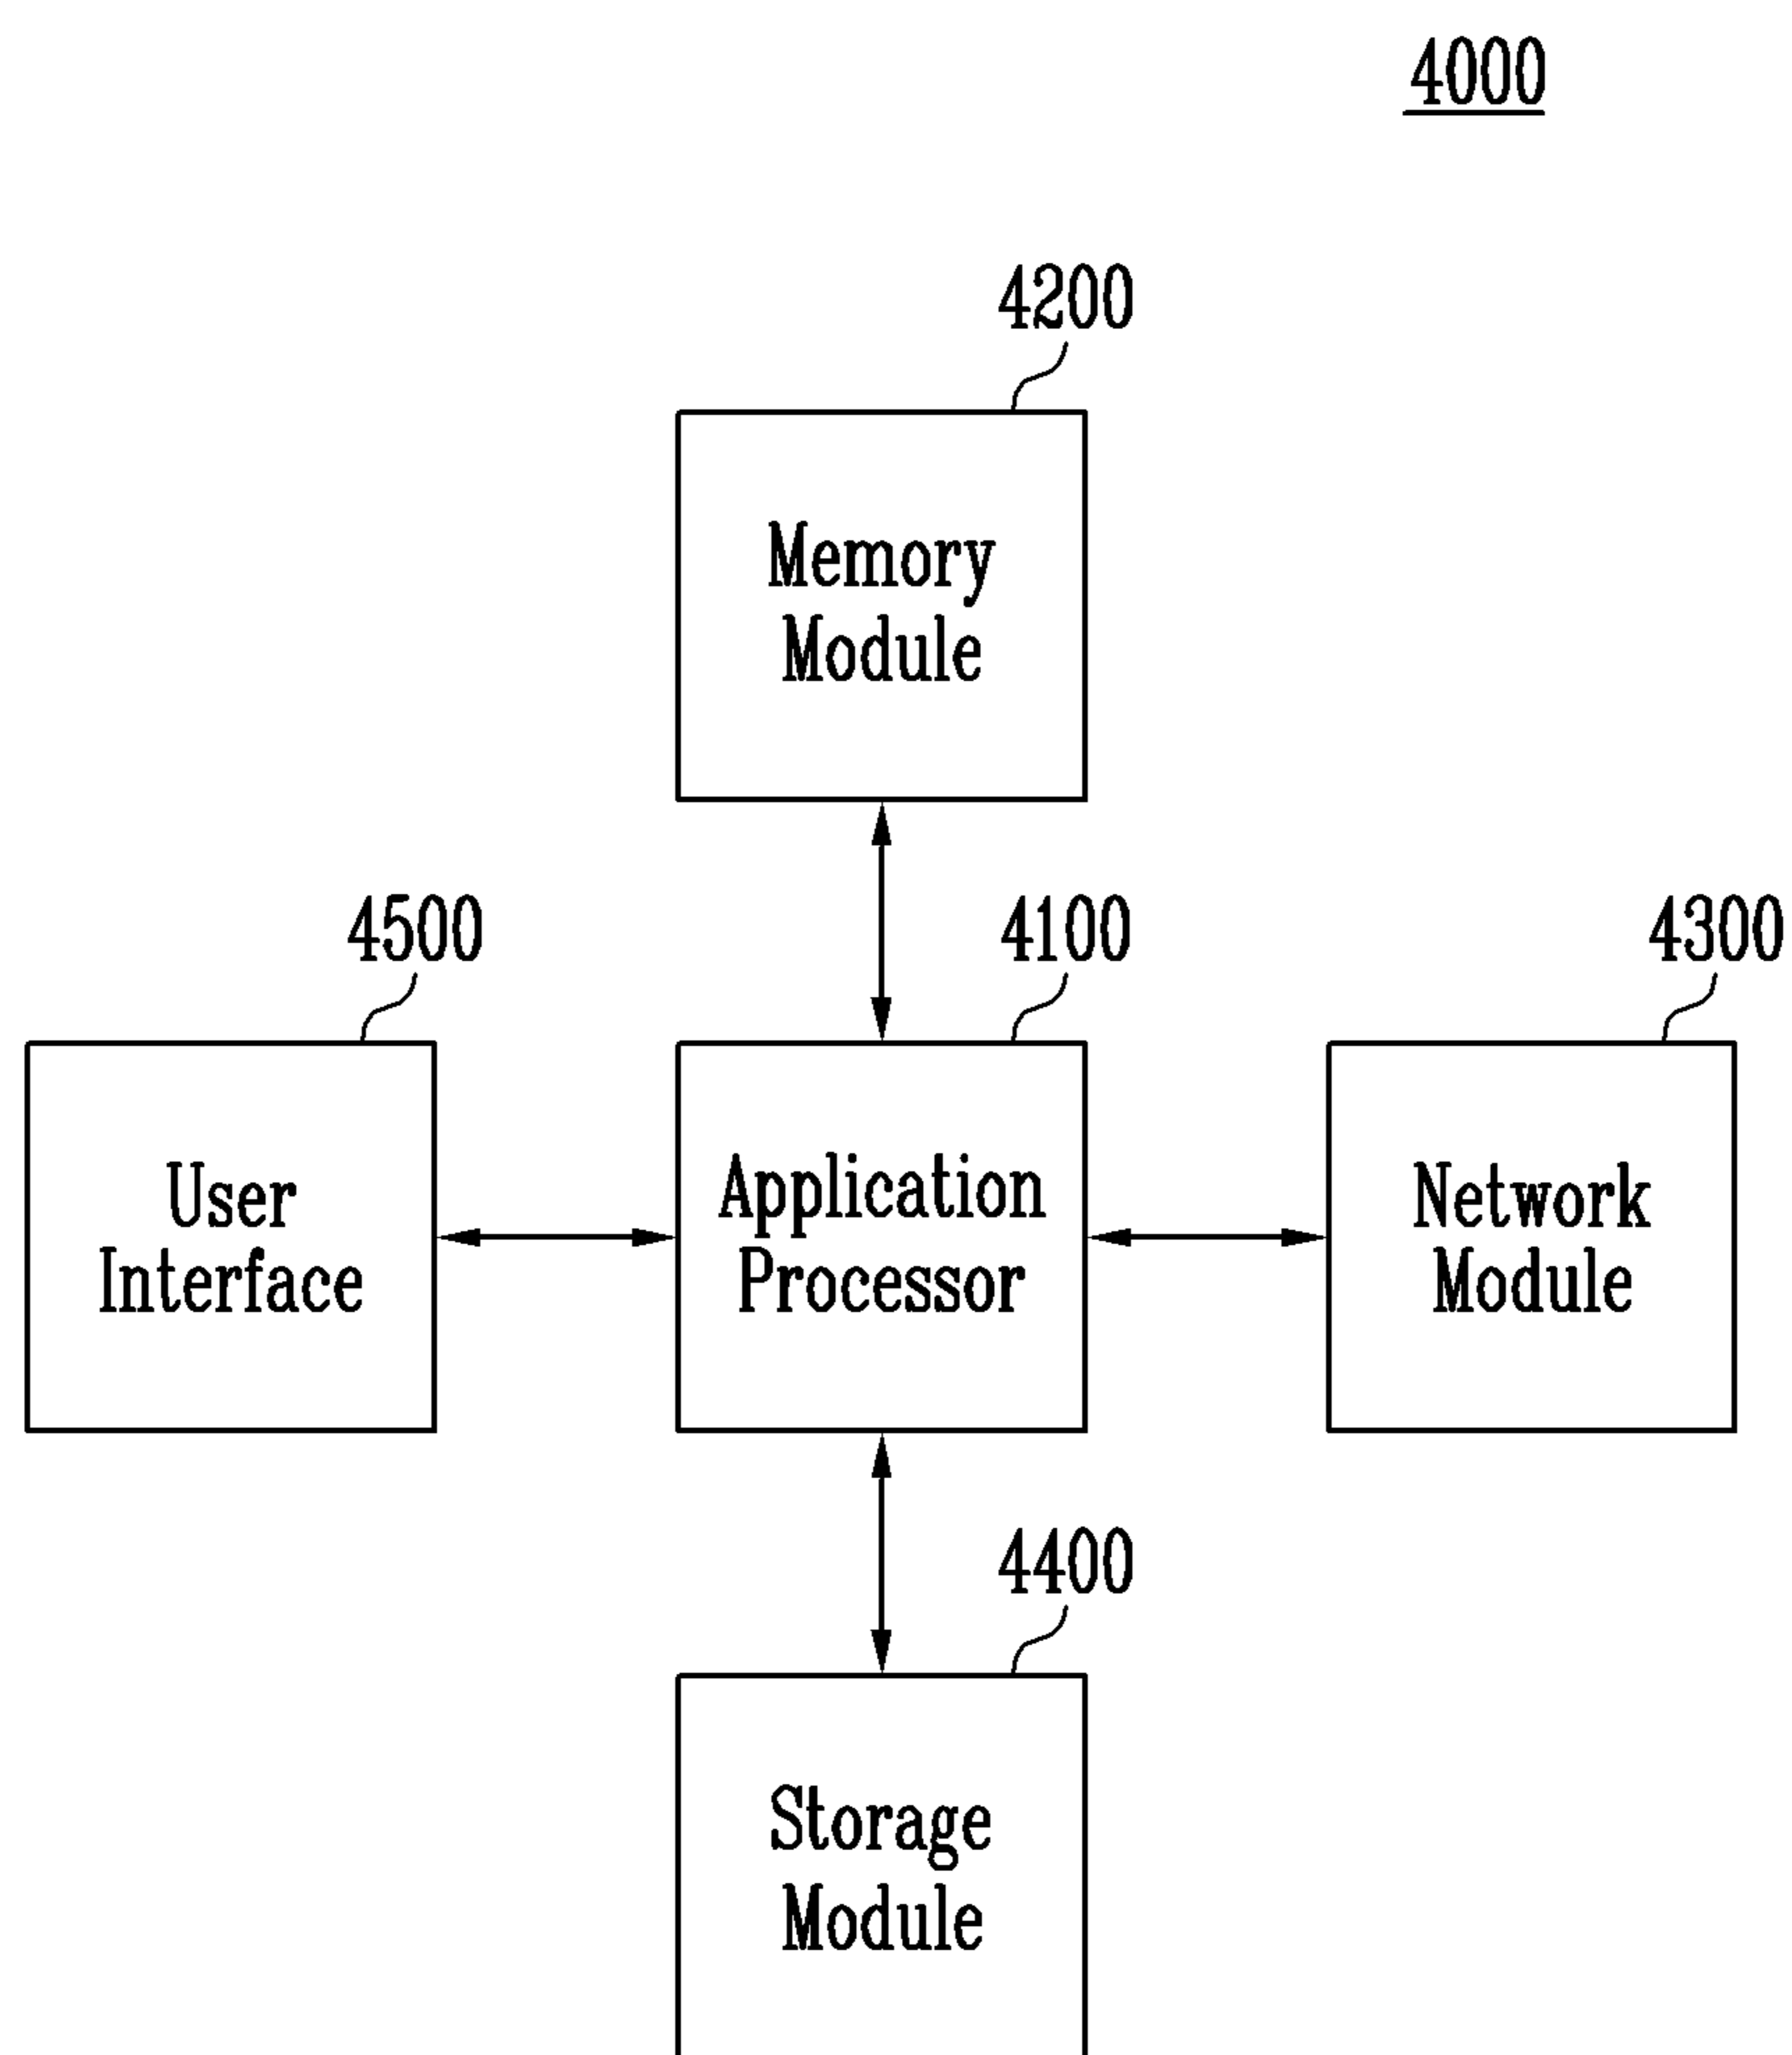 4000
4200
Memory
Module
4500
4100
4300
User
Interface
Application
Processor
Network
Module
4400
Storage
Module